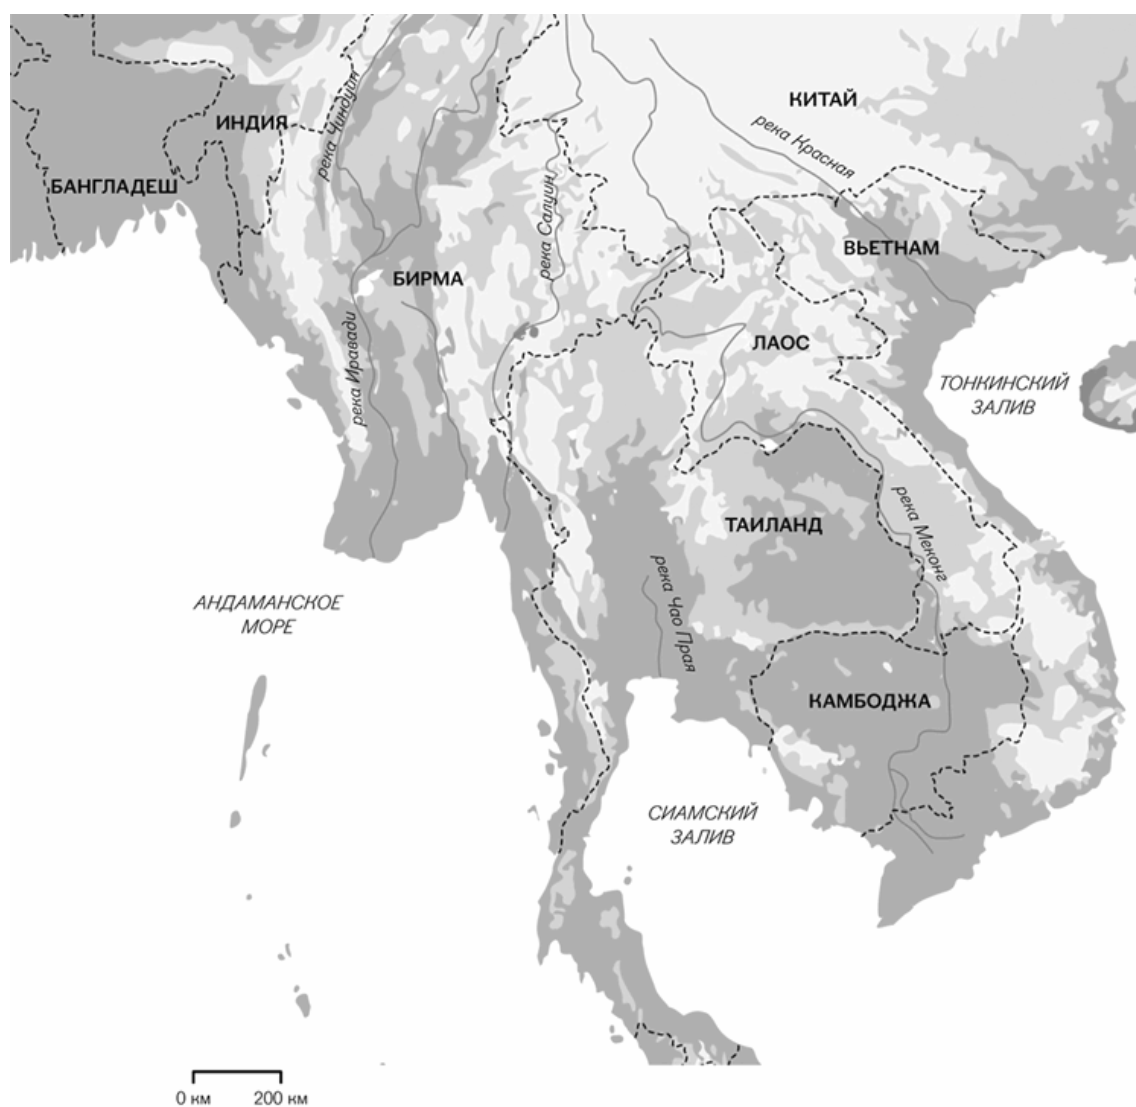 КИТАЙ
река Чиндуин
ИНДИЯ
река Красная
БАНГЛАДЕШ
река Салуин
ВЬЕТНАМ
БИРМА
река Иравади
ЛАОС
ТОНКИНСКИЙ
ЗАЛИВ
ТАИЛАНД
река Меконг
река Чао Прая
АНДАМАНСКОЕ
МОРЕ
КАМБОДЖА
СИАМСКИЙ
ЗАЛИВ
0 км 200 км